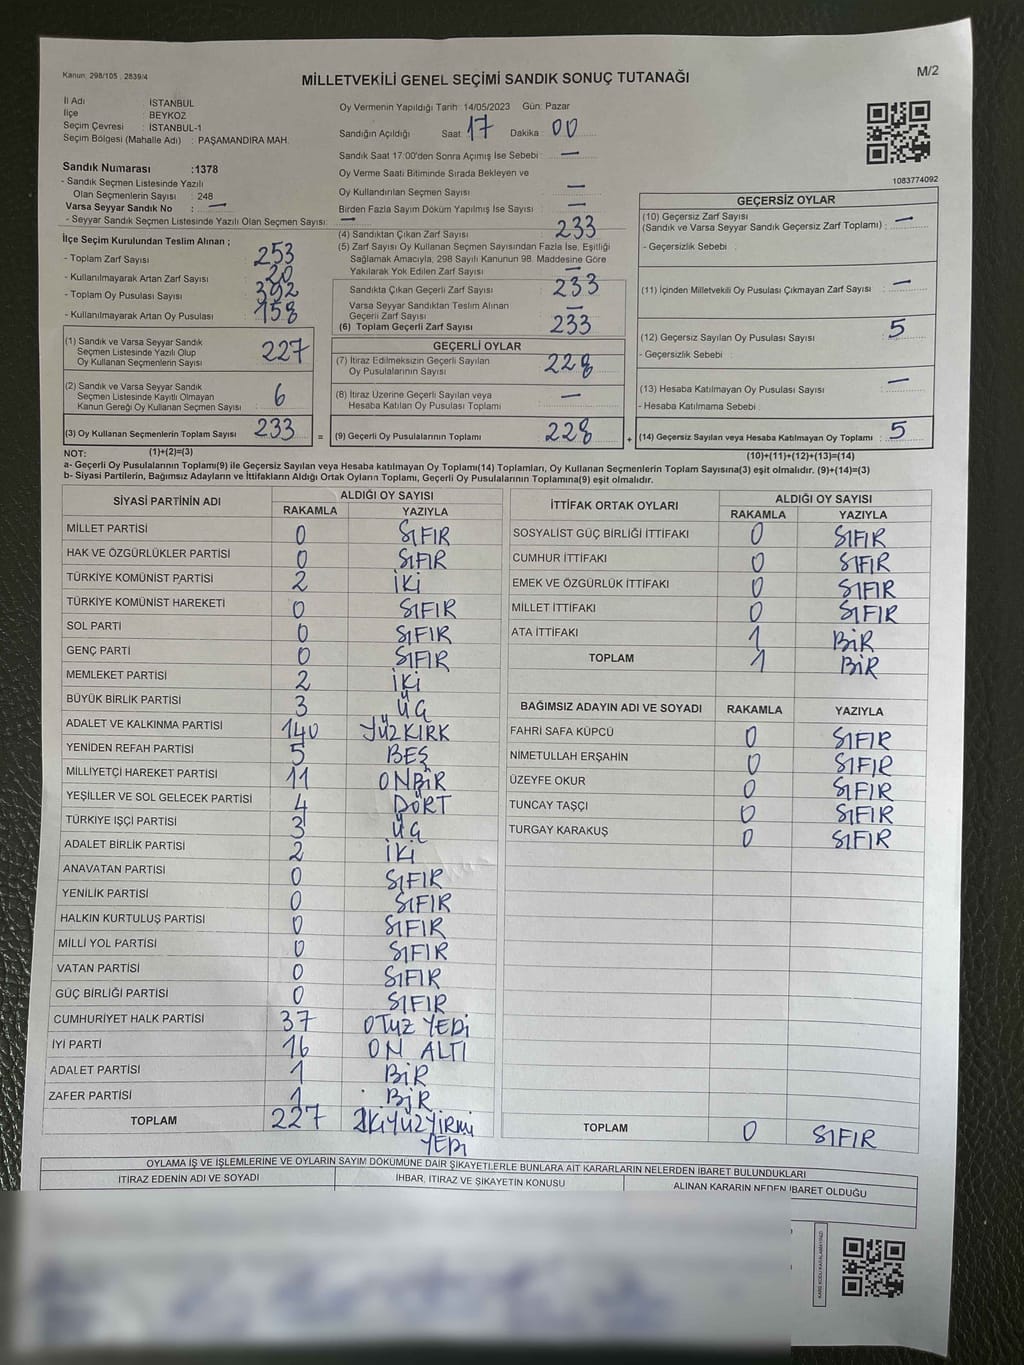 Kanun: 298/105 , 2839/4
MİLLETVEKİLİ GENEL SEÇİMİ SANDIK SONUÇ TUTANAĞI
M/2
İl Adı : İSTANBUL
İlçe : BEYKOZ
Seçim Çevresi : İSTANBUL-1
Seçim Bölgesi (Mahalle Adı) : PAŞAMANDIRA MAH.
Sandık Numarası :1378
- Sandık Seçmen Listesinde Yazılı
Olan Seçmenlerin Sayısı : 248
Varsa Seyyar Sandık No : —
- Seyyar Sandık Seçmen Listesinde Yazılı Olan Seçmen Sayısı: —
İlçe Seçim Kurulundan Teslim Alınan ;
- Toplam Zarf Sayısı : 253
- Kullanılmayarak Artan Zarf Sayısı : 20
- Toplam Oy Pusulası Sayısı : 392
- Kullanılmayarak Artan Oy Pusulası : 158
(1) Sandık ve Varsa Seyyar Sandık
Seçmen Listesinde Yazılı Olup
Oy Kullanan Seçmenlerin Sayısı : 227
(2) Sandık ve Varsa Seyyar Sandık
Seçmen Listesinde Kayıtlı Olmayan
Kanun Gereği Oy Kullanan Seçmen Sayısı : 6
(3) Oy Kullanan Seçmenlerin Toplam Sayısı : 233
Oy Vermenin Yapıldığı Tarih: 14/05/2023 Gün: Pazar
Sandığın Açıldığı Saat : 17 Dakika : 00
Sandık Saat 17:00'den Sonra Açımış İse Sebebi : —
Oy Verme Saati Bitiminde Sırada Bekleyen ve
Oy Kullandırılan Seçmen Sayısı : —
Birden Fazla Sayım Döküm Yapılmış İse Sayısı : —
(4) Sandıktan Çıkan Zarf Sayısı : 233
(5) Zarf Sayısı Oy Kullanan Seçmen Sayısından Fazla İse, Eşitliği
Sağlamak Amacıyla, 298 Sayılı Kanunun 98. Maddesine Göre
Yakılarak Yok Edilen Zarf Sayısı : —
Sandıkta Çıkan Geçerli Zarf Sayısı : 233
Varsa Seyyar Sandıktan Teslim Alınan
Geçerli Zarf Sayısı : —
(6) Toplam Geçerli Zarf Sayısı : 233
GEÇERLİ OYLAR
(7) İtiraz Edilmeksizin Geçerli Sayılan
Oy Pusulalarının Sayısı : 228
(8) İtiraz Üzerine Geçerli Sayılan veya
Hesaba Katılan Oy Pusulası Toplamı : —
= (9) Geçerli Oy Pusulalarının Toplamı : 228
1083774092
GEÇERSİZ OYLAR
(10) Geçersiz Zarf Sayısı
(Sandık ve Varsa Seyyar Sandık Geçersiz Zarf Toplamı) : —
- Geçersizlik Sebebi :
(11) İçinden Milletvekili Oy Pusulası Çıkmayan Zarf Sayısı : —
(12) Geçersiz Sayılan Oy Pusulası Sayısı : 5
- Geçersizlik Sebebi :
(13) Hesaba Katılmayan Oy Pusulası Sayısı : —
- Hesaba Katılmama Sebebi :
+ (14) Geçersiz Sayılan veya Hesaba Katılmayan Oy Toplamı : 5
NOT: (1)+(2)=(3) (10)+(11)+(12)+(13)=(14)
a- Geçerli Oy Pusulalarının Toplamı(9) ile Geçersiz Sayılan veya Hesaba katılmayan Oy Toplamı(14) Toplamları, Oy Kullanan Seçmenlerin Toplam Sayısına(3) eşit olmalıdır. (9)+(14)=(3)
b- Siyasi Partilerin, Bağımsız Adayların ve İttifakların Aldığı Ortak Oyların Toplamı, Geçerli Oy Pusulalarının Toplamına(9) eşit olmalıdır.
SİYASİ PARTİNİN ADI ALDIĞI OY SAYISI
RAKAMLA YAZIYLA
MİLLET PARTİSİ 0 SIFIR
HAK VE ÖZGÜRLÜKLER PARTİSİ 0 SIFIR
TÜRKİYE KOMÜNİST PARTİSİ 2 İKİ
TÜRKİYE KOMÜNİST HAREKETİ 0 SIFIR
SOL PARTİ 0 SIFIR
GENÇ PARTİ 0 SIFIR
MEMLEKET PARTİSİ 2 İKİ
BÜYÜK BİRLİK PARTİSİ 3 ÜÇ
ADALET VE KALKINMA PARTİSİ 140 YÜZKIRK
YENİDEN REFAH PARTİSİ 5 BEŞ
MİLLİYETÇİ HAREKET PARTİSİ 11 ONBİR
YEŞİLLER VE SOL GELECEK PARTİSİ 4 DÖRT
TÜRKİYE İŞÇİ PARTİSİ 3 ÜÇ
ADALET BİRLİK PARTİSİ 2 İKİ
ANAVATAN PARTİSİ 0 SIFIR
YENİLİK PARTİSİ 0 SIFIR
HALKIN KURTULUŞ PARTİSİ 0 SIFIR
MİLLİ YOL PARTİSİ 0 SIFIR
VATAN PARTİSİ 0 SIFIR
GÜÇ BİRLİĞİ PARTİSİ 0 SIFIR
CUMHURİYET HALK PARTİSİ 37 OTUZ YEDİ
İYİ PARTİ 16 ON ALTI
ADALET PARTİSİ 1 BİR
ZAFER PARTİSİ 1 BİR
TOPLAM 227 İKİYÜZYİRMİ
YEDİ
İTTİFAK ORTAK OYLARI ALDIĞI OY SAYISI
RAKAMLA YAZIYLA
SOSYALİST GÜÇ BİRLİĞİ İTTİFAKI 0 SIFIR
CUMHUR İTTİFAKI 0 SIFIR
EMEK VE ÖZGÜRLÜK İTTİFAKI 0 SIFIR
MİLLET İTTİFAKI 0 SIFIR
ATA İTTİFAKI 1 BİR
TOPLAM 1 BİR
BAĞIMSIZ ADAYIN ADI VE SOYADI RAKAMLA YAZIYLA
FAHRİ SAFA KÜPCÜ 0 SIFIR
NİMETULLAH ERŞAHİN 0 SIFIR
ÜZEYFE OKUR 0 SIFIR
TUNCAY TAŞÇI 0 SIFIR
TURGAY KARAKUŞ 0 SIFIR
TOPLAM 0 SIFIR
OYLAMA İŞ VE İŞLEMLERİNE VE OYLARIN SAYIM DÖKÜMÜNE DAİR ŞİKAYETLERLE BUNLARA AİT KARARLARIN NELERDEN İBARET BULUNDUKLARI
İTİRAZ EDENİN ADI VE SOYADI İHBAR, İTİRAZ VE ŞİKAYETİN KONUSU ALINAN KARARIN NEDEN İBARET OLDUĞU